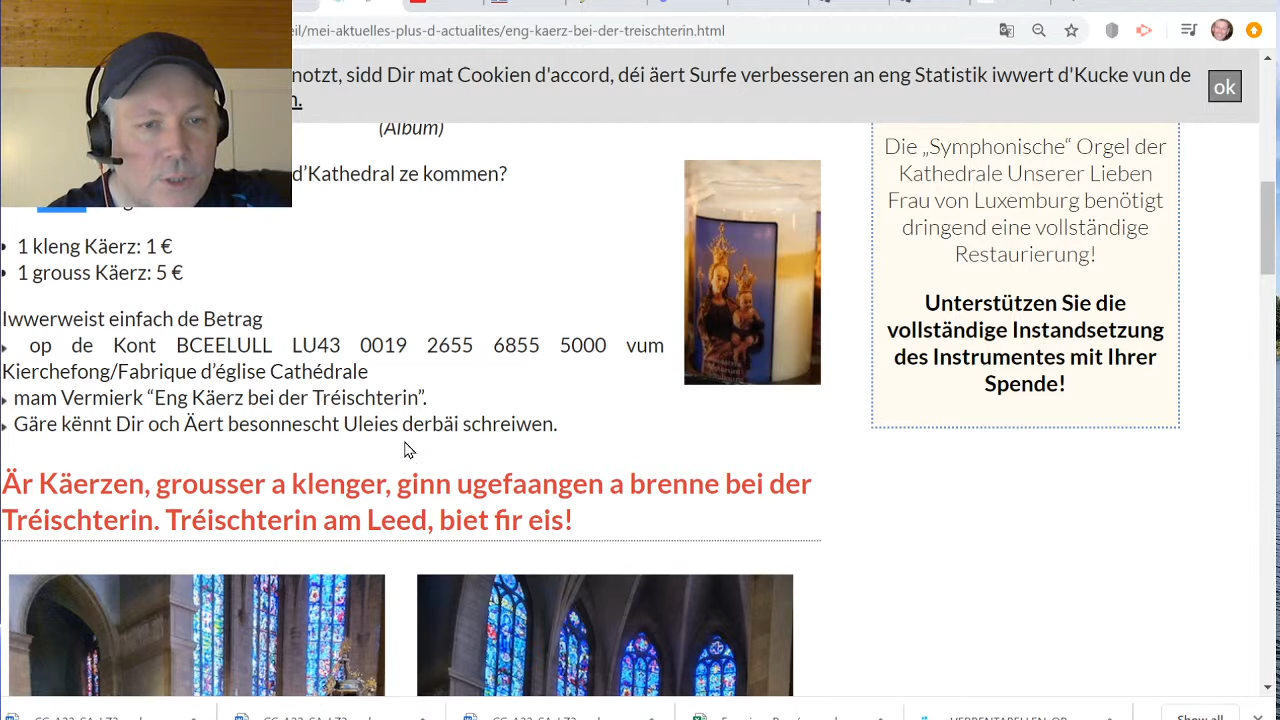 eil/mei-aktuelles-plus-d-actualites/eng-kaerz-bei-der-treischterin.html
notzt, sidd Dir mat Cookien d'accord, déi äert Surfe verbesseren an eng Statistik iwwert d'Kucke vun de
ok
(Album)
d'Kathedral ze kommen?
1 kleng Käerz: 1 €
1 grouss Käerz: 5 €
Iwwerweist einfach de Betrag
op de Kont BCEELULL LU43 0019 2655 6855 5000 vum
Kierchefong/Fabrique d'église Cathédrale
mam Vermierk “Eng Käerz bei der Tréischterin”.
Gäre kënnt Dir och Äert besonnescht Uleies derbäi schreiwen.
Är Käerzen, grousser a klenger, ginn ugefaangen a brenne bei der
Tréischterin. Tréischterin am Leed, biet fir eis!
Die „Symphonische“ Orgel der
Kathedrale Unserer Lieben
Frau von Luxemburg benötigt
dringend eine vollständige
Restaurierung!
Unterstützen Sie die
vollständige Instandsetzung
des Instrumentes mit Ihrer
Spende!
Show all